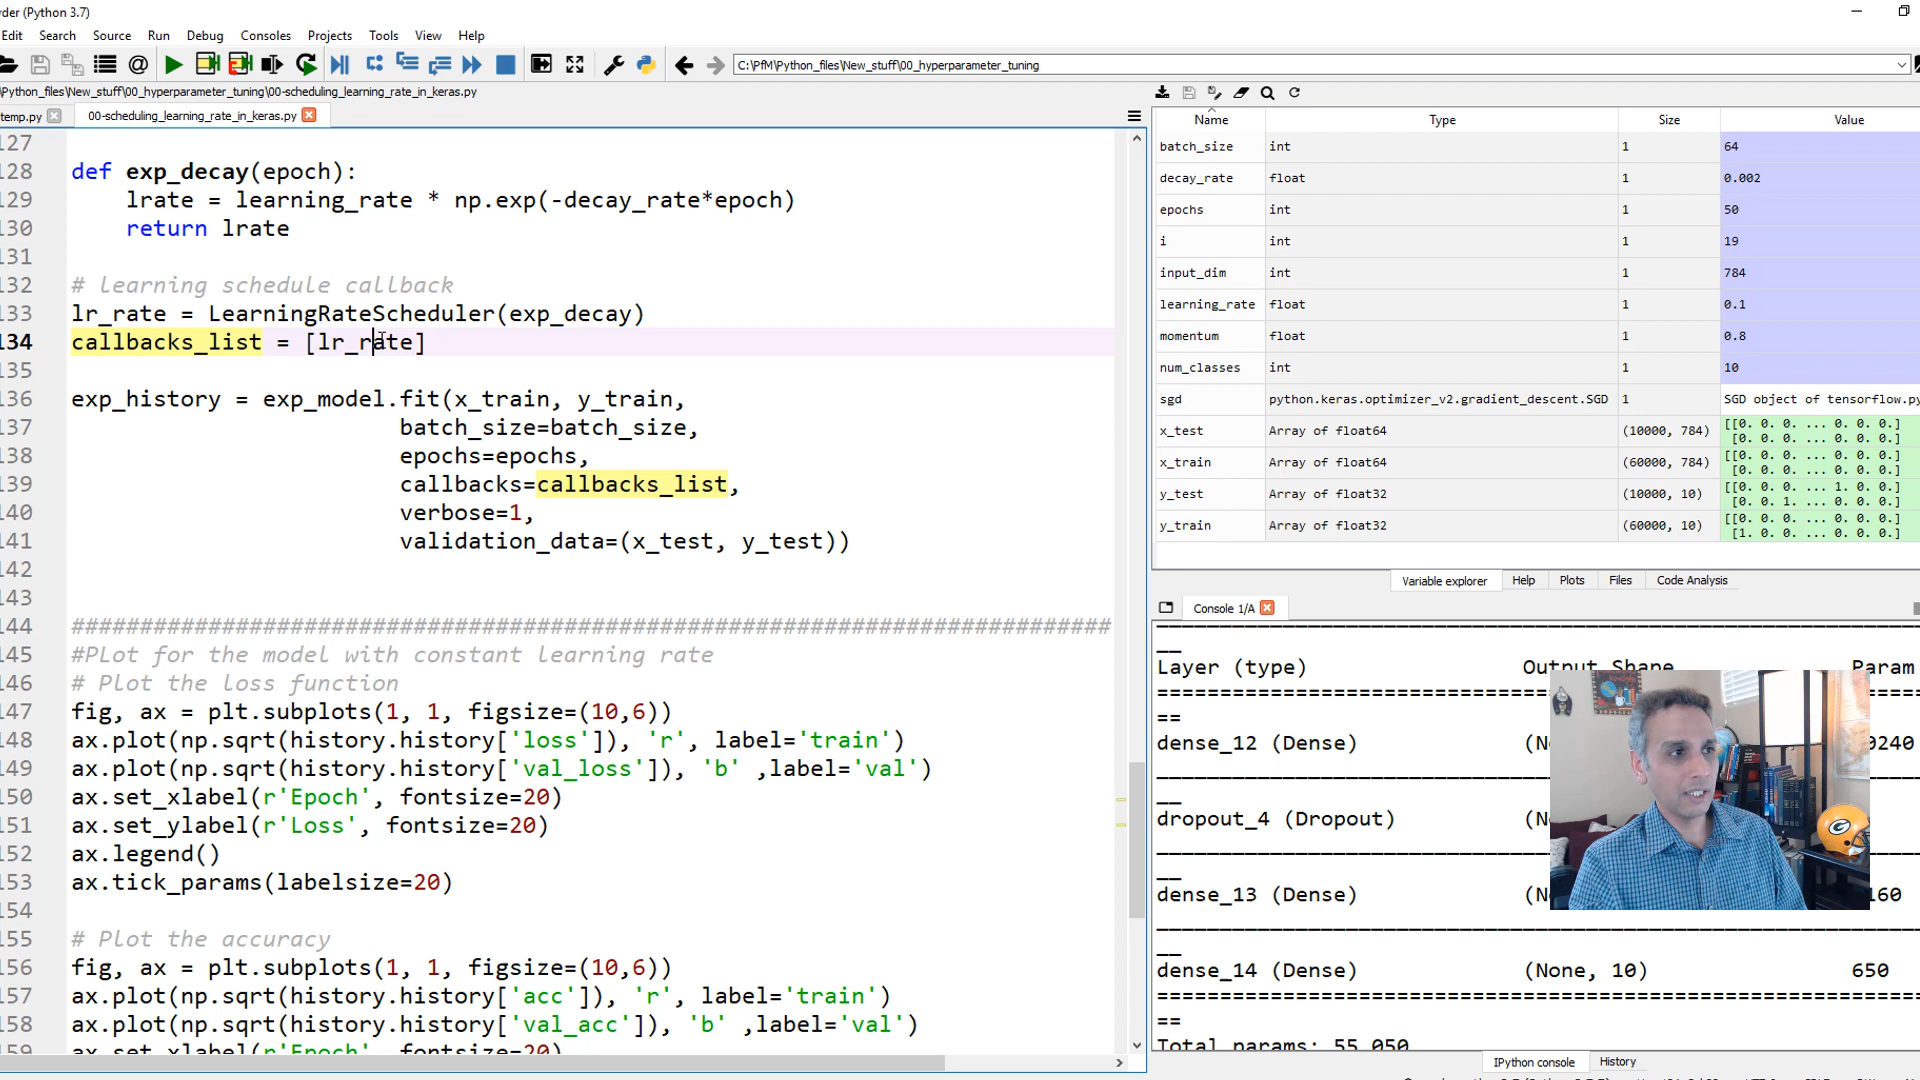 yder (Python 3.7)
Edit Search Source Run Debug Consoles Projects Tools View Help
C:\PfM\Python_files\New_stuff\00_hyperparameter_tuning
Python_files\New_stuff\00_hyperparameter_tuning\00-scheduling_learning_rate_in_keras.py
temp.py 00-scheduling_learning_rate_in_keras.py
127
128 def exp_decay(epoch):
129 lrate = learning_rate * np.exp(-decay_rate*epoch)
130 return lrate
131
132 # learning schedule callback
133 lr_rate = LearningRateScheduler(exp_decay)
134 callbacks_list = [lr_rate]
135
136 exp_history = exp_model.fit(x_train, y_train,
137 batch_size=batch_size,
138 epochs=epochs,
139 callbacks=callbacks_list,
140 verbose=1,
141 validation_data=(x_test, y_test))
142
143
144 ############################################################################
145 #PLot for the model with constant learning rate
146 # Plot the loss function
147 fig, ax = plt.subplots(1, 1, figsize=(10,6))
148 ax.plot(np.sqrt(history.history['loss']), 'r', label='train')
149 ax.plot(np.sqrt(history.history['val_loss']), 'b' ,label='val')
150 ax.set_xlabel(r'Epoch', fontsize=20)
151 ax.set_ylabel(r'Loss', fontsize=20)
152 ax.legend()
153 ax.tick_params(labelsize=20)
154
155 # Plot the accuracy
156 fig, ax = plt.subplots(1, 1, figsize=(10,6))
157 ax.plot(np.sqrt(history.history['acc']), 'r', label='train')
158 ax.plot(np.sqrt(history.history['val_acc']), 'b' ,label='val')
159 ax.set_xlabel(r'Epoch', fontsize=20)
Name Type Size Value
batch_size int 1 64
decay_rate float 1 0.002
epochs int 1 50
i int 1 19
input_dim int 1 784
learning_rate float 1 0.1
momentum float 1 0.8
num_classes int 1 10
sgd python.keras.optimizer_v2.gradient_descent.SGD 1 SGD object of tensorflow.py
x_test Array of float64 (10000, 784) [[0. 0. 0. ... 0. 0. 0.]
[0. 0. 0. ... 0. 0. 0.]
x_train Array of float64 (60000, 784) [[0. 0. 0. ... 0. 0. 0.]
[0. 0. 0. ... 0. 0. 0.]
y_test Array of float32 (10000, 10) [[0. 0. 0. ... 1. 0. 0.]
[0. 0. 1. ... 0. 0. 0.]
y_train Array of float32 (60000, 10) [[0. 0. 0. ... 0. 0. 0.]
[1. 0. 0. ... 0. 0. 0.]
Variable explorer Help Plots Files Code Analysis
Console 1/A
Layer (type) Output Shape Param
==
dense_12 (Dense) (No 0240
dropout_4 (Dropout) (No
dense_13 (Dense) (No 160
dense_14 (Dense) (None, 10) 650
==
Total params: 55,050
IPython console History